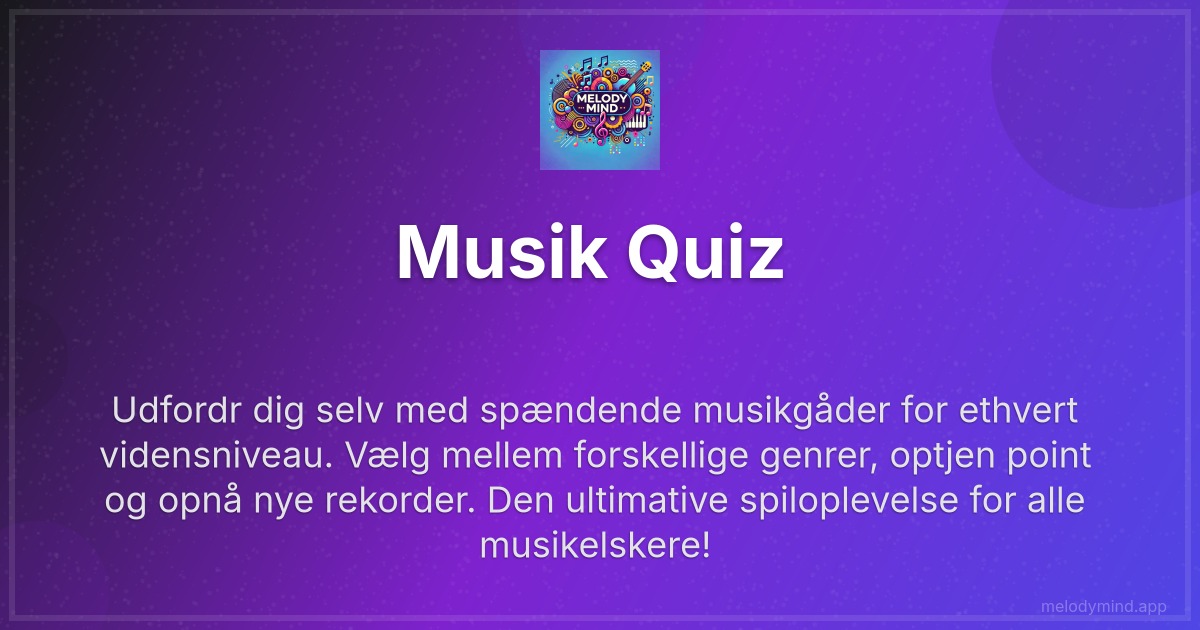 MELODY
MIND
Musik Quiz
Udfordr dig selv med spændende musikgåder for ethvert
vidensniveau. Vælg mellem forskellige genrer, optjen point
og opnå nye rekorder. Den ultimative spiloplevelse for alle
musikelskere!
melodymind.app